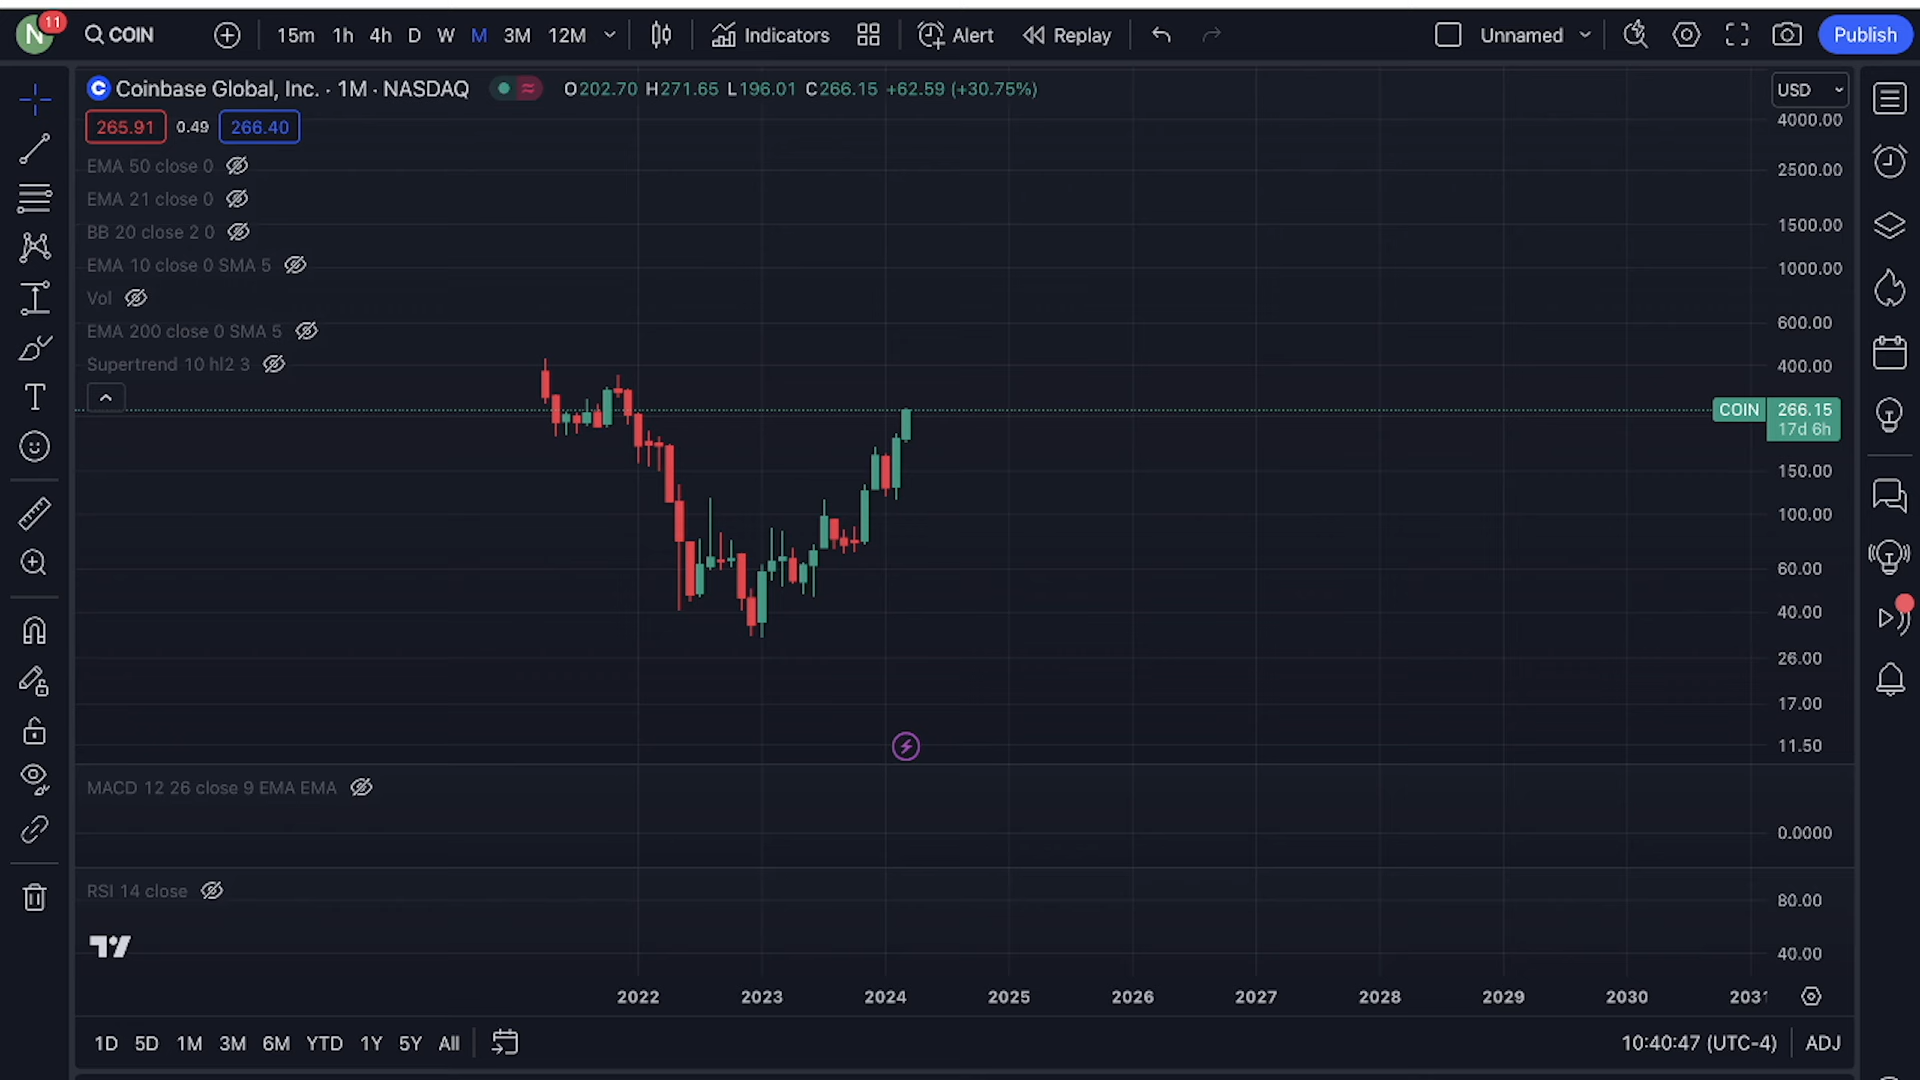 N 11 COIN 15m 1h 4h D W M 3M 12M Indicators Alert Replay Unnamed Publish
C Coinbase Global, Inc. · 1M · NASDAQ O202.70 H271.65 L196.01 C266.15 +62.59 (+30.75%) USD
265.91 0.49 266.40
EMA 50 close 0
EMA 21 close 0
BB 20 close 2 0
EMA 10 close 0 SMA 5
Vol
EMA 200 close 0 SMA 5
Supertrend 10 hl2 3
4000.00
2500.00
1500.00
1000.00
600.00
400.00
COIN 266.15
17d 6h
150.00
100.00
60.00
40.00
26.00
17.00
11.50
MACD 12 26 close 9 EMA EMA
0.0000
RSI 14 close
80.00
40.00
2022 2023 2024 2025 2026 2027 2028 2029 2030 2031
1D 5D 1M 3M 6M YTD 1Y 5Y All 10:40:47 (UTC-4) ADJ